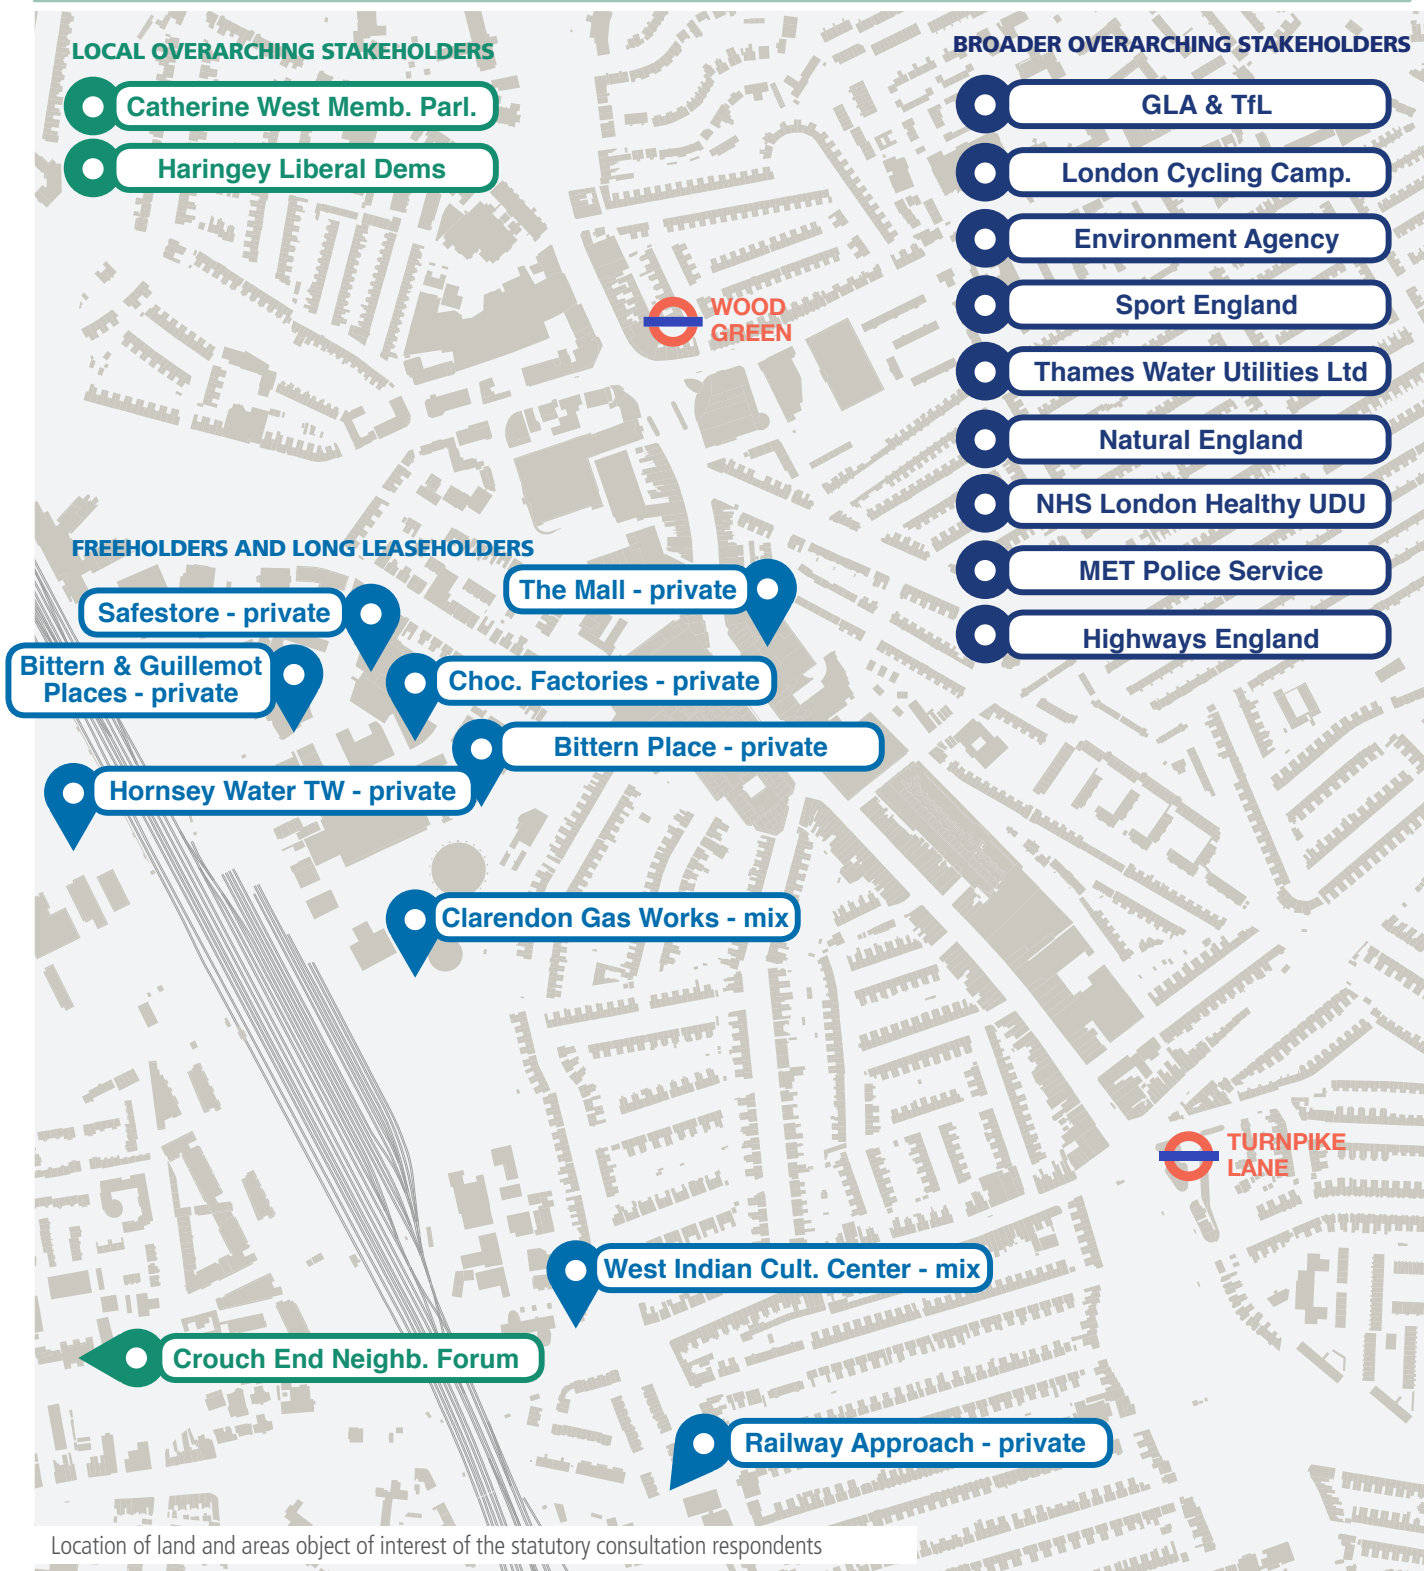 LOCAL OVERARCHING STAKEHOLDERS
Catherine West Memb. Parl.
Haringey Liberal Dems
BROADER OVERARCHING STAKEHOLDERS
GLA & TfL
London Cycling Camp.
Environment Agency
Sport England
Thames Water Utilities Ltd
Natural England
NHS London Healthy UDU
MET Police Service
Highways England
WOOD
GREEN
FREEHOLDERS AND LONG LEASEHOLDERS
The Mall - private
Safestore - private
Bittern & Guillemot
Places - private
Choc. Factories - private
Bittern Place - private
Hornsey Water TW - private
Clarendon Gas Works - mix
TURNPIKE
LANE
West Indian Cult. Center - mix
Crouch End Neighb. Forum
Railway Approach - private
Location of land and areas object of interest of the statutory consultation respondents